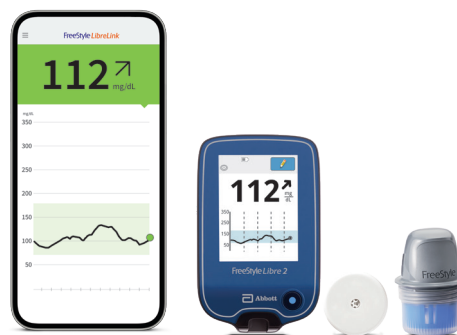 FreeStyle LibreLink
112
mg/dL
mg/dL
350
300
250
200
150
100
50
112
mg
dL
350
250
150
50
FreeStyle Libre 2
Abbott
FreeStyle